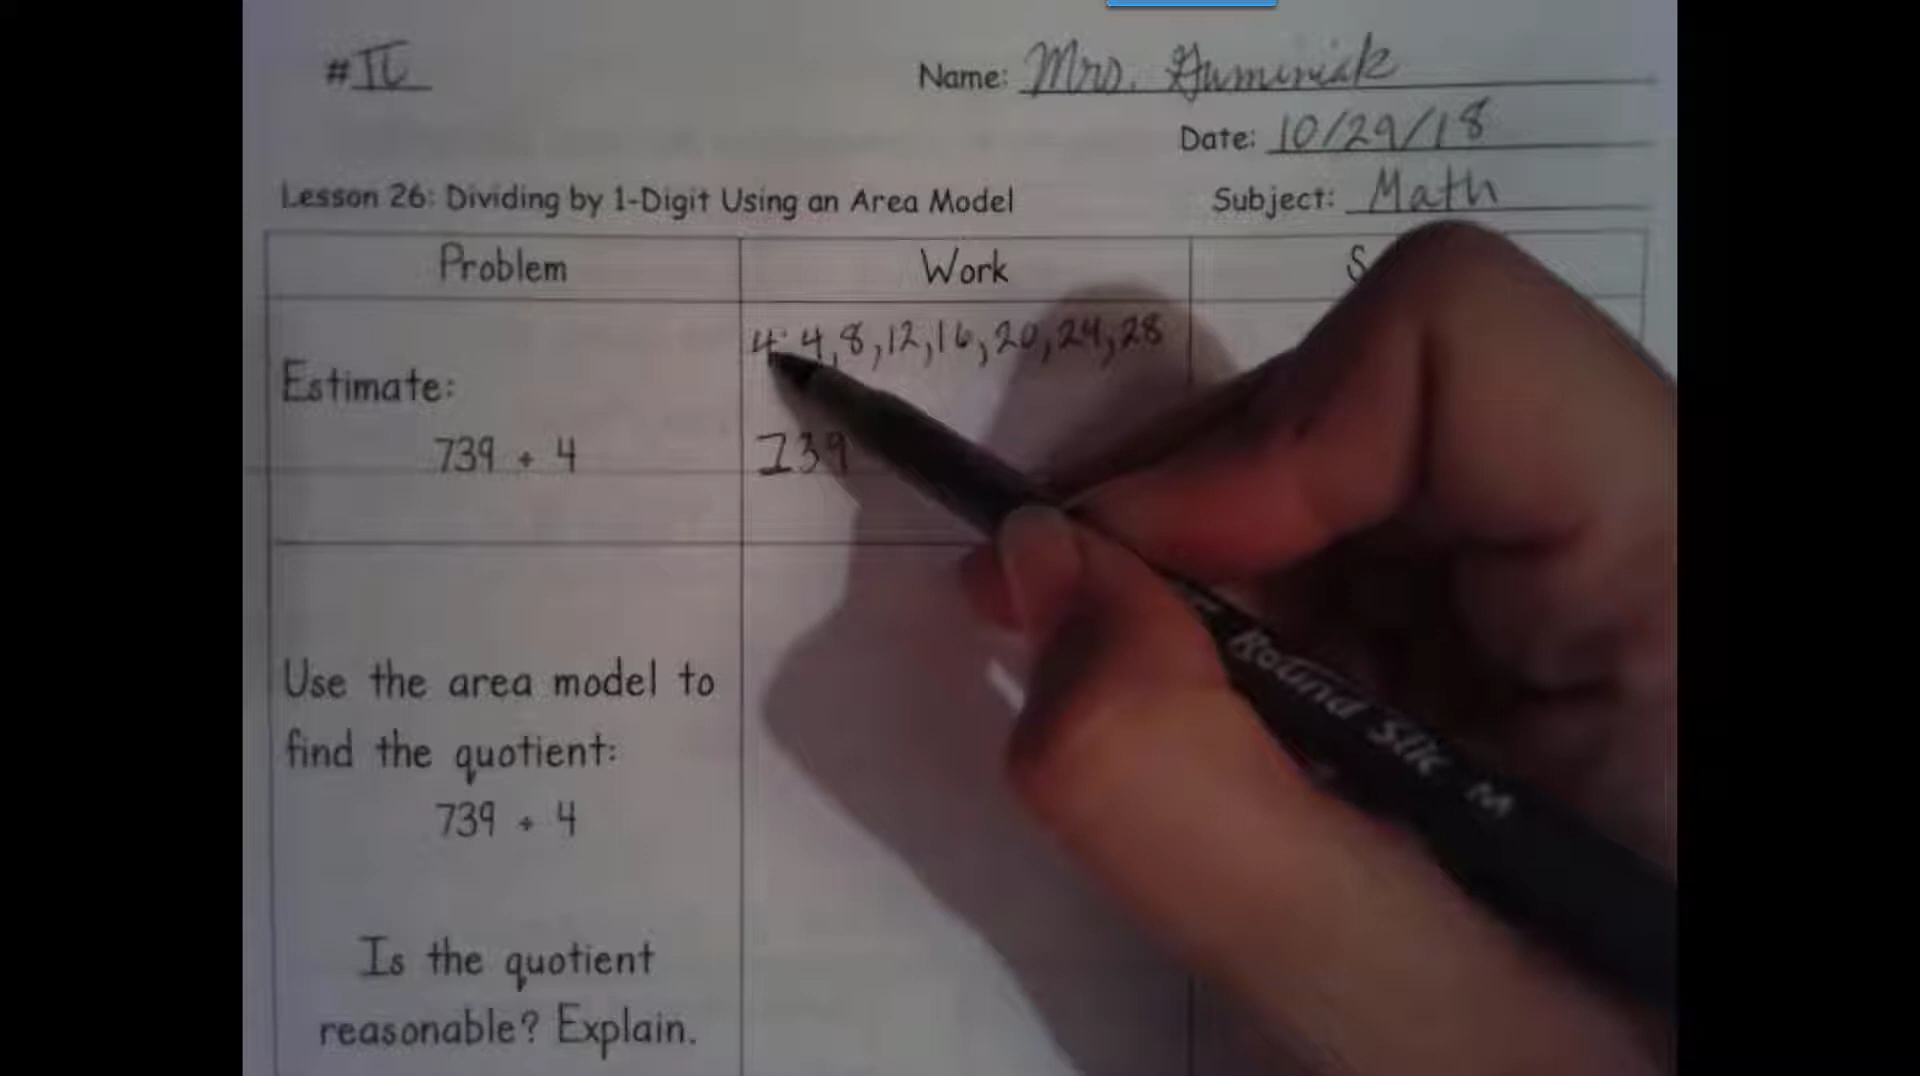 #π
Name: Mrs. Guminiak
Date: 10/29/18
Lesson 26: Dividing by 1-Digit Using an Area Model
Subject: Math
Problem
Work
4: 4, 8, 12, 16, 20, 24, 28
Estimate:
739 ÷ 4
739
Use the area model to
find the quotient:
739 ÷ 4
Is the quotient
reasonable? Explain.
Round Stic M